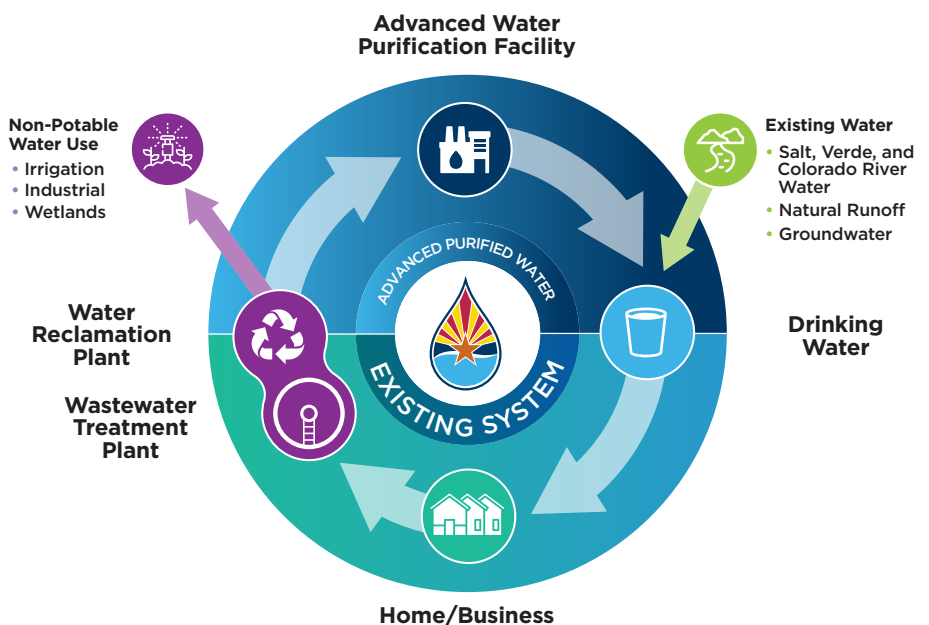 Advanced Water
Purification Facility
Non-Potable
Water Use
• Irrigation
• Industrial
• Wetlands
Existing Water
• Salt, Verde, and
Colorado River
Water
• Natural Runoff
• Groundwater
ADVANCED PURIFIED WATER
EXISTING SYSTEM
Water
Reclamation
Plant
Drinking
Water
Wastewater
Treatment
Plant
Home/Business